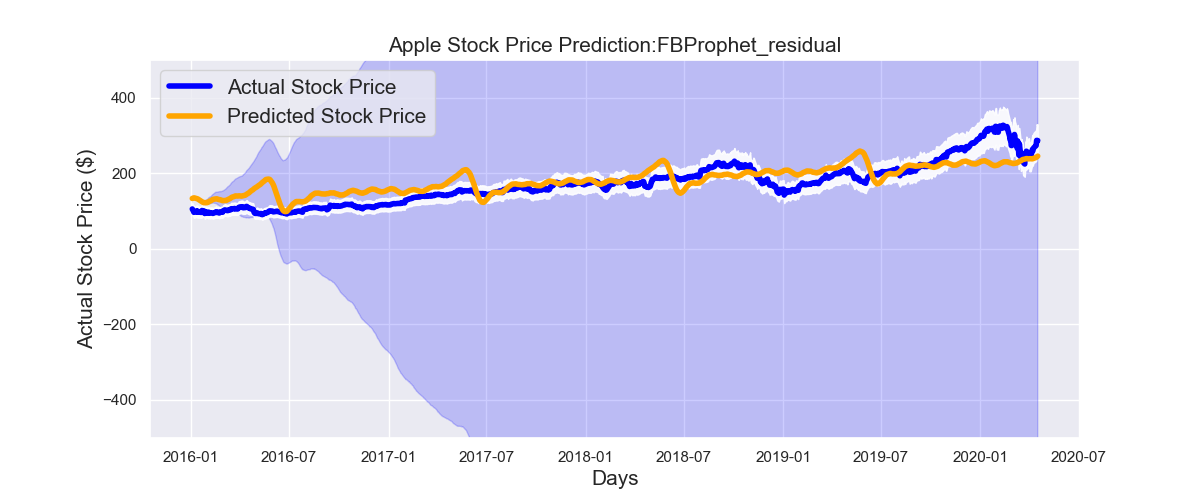 Apple Stock Price Prediction:FBProphet_residual
Actual Stock Price
Predicted Stock Price
Actual Stock Price ($)
400
200
0
−200
−400
2016-01 2016-07 2017-01 2017-07 2018-01 2018-07 2019-01 2019-07 2020-01 2020-07
Days